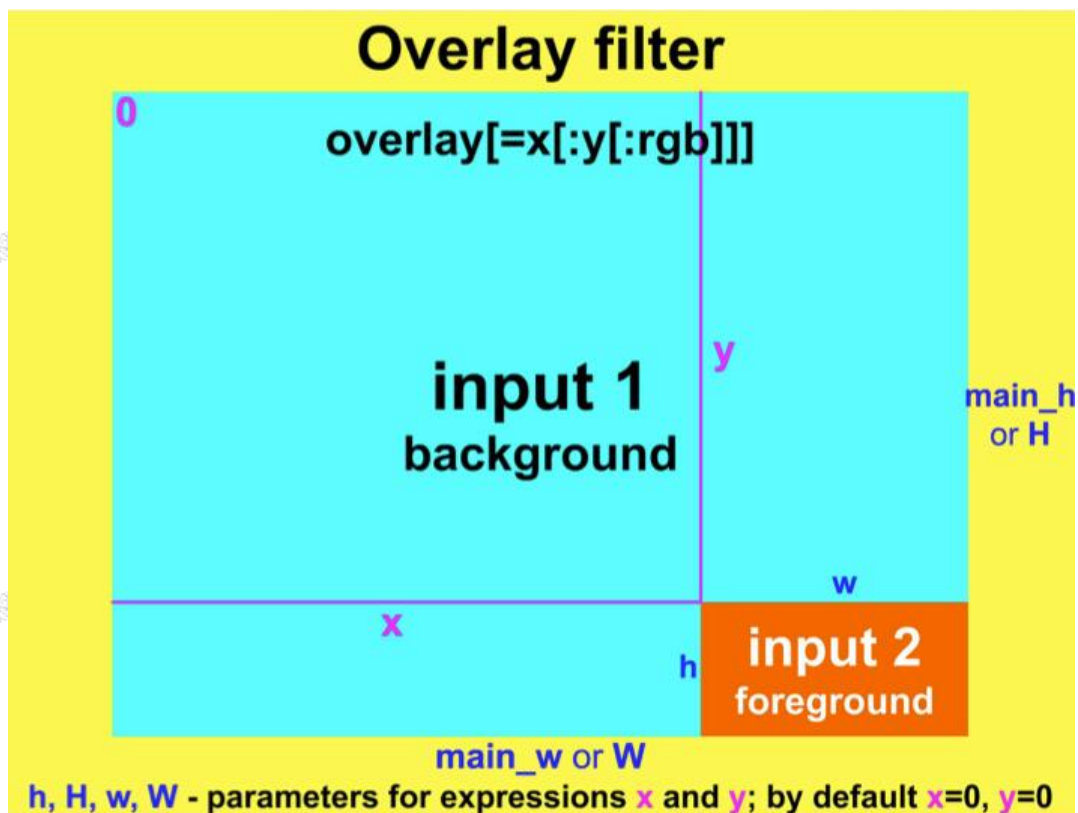 Overlay filter
0
overlay[=x[:y[:rgb]]]
y
input 1
background
main_h
or H
w
x
h
input 2
foreground
main_w or W
h, H, w, W - parameters for expressions x and y; by default x=0, y=0